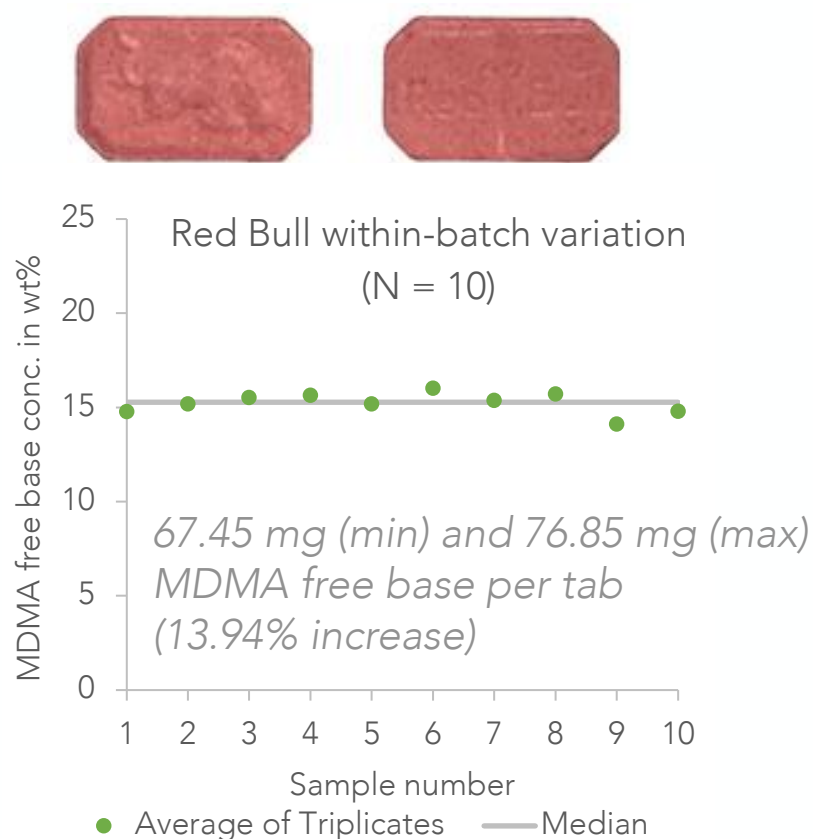 Red Bull within-batch variation
(N = 10)
MDMA free base conc. in wt%
25
20
15
10
5
0
67.45 mg (min) and 76.85 mg (max)
MDMA free base per tab
(13.94% increase)
1 2 3 4 5 6 7 8 9 10
Sample number
Average of Triplicates Median